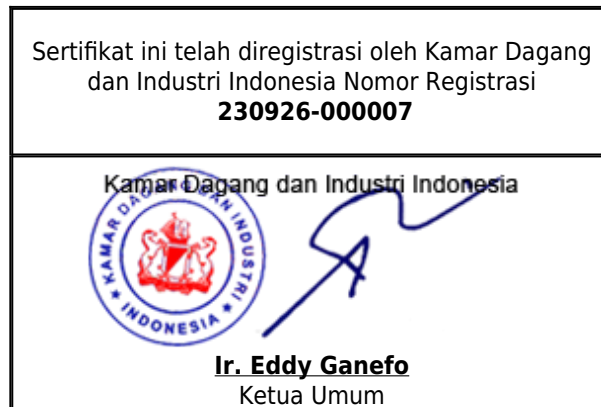 Sertifikat ini telah diregistrasi oleh Kamar Dagang
dan Industri Indonesia Nomor Registrasi
230926-000007
Kamar Dagang dan Industri Indonesia
KAMAR DAGANG DAN INDUSTRI
★ INDONESIA ★
Ir. Eddy Ganefo
Ketua Umum